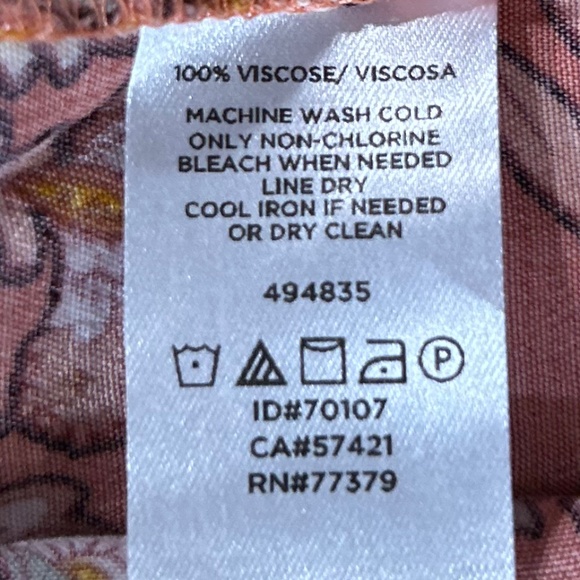 100% VISCOSE/ VISCOSA
MACHINE WASH COLD
ONLY NON-CHLORINE
BLEACH WHEN NEEDED
LINE DRY
COOL IRON IF NEEDED
OR DRY CLEAN
494835
P
ID#70107
CA#57421
RN#77379